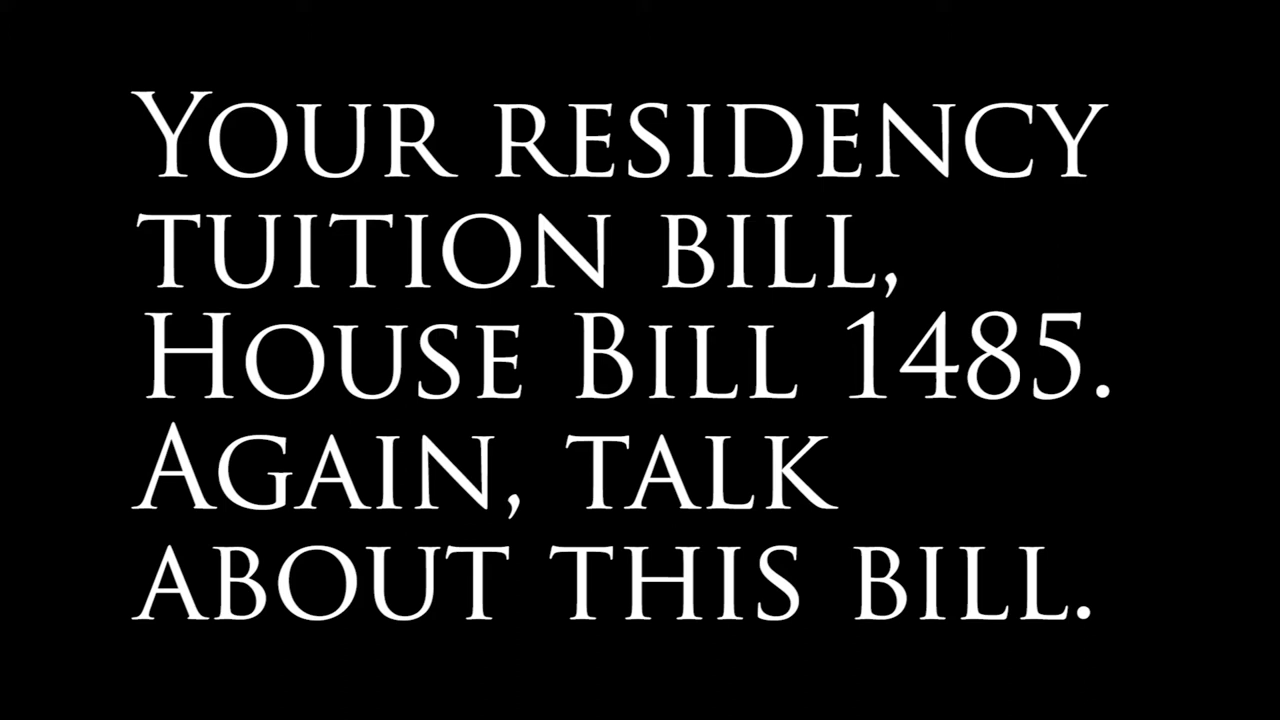 Your residency
tuition bill,
House Bill 1485.
Again, talk
about this bill.